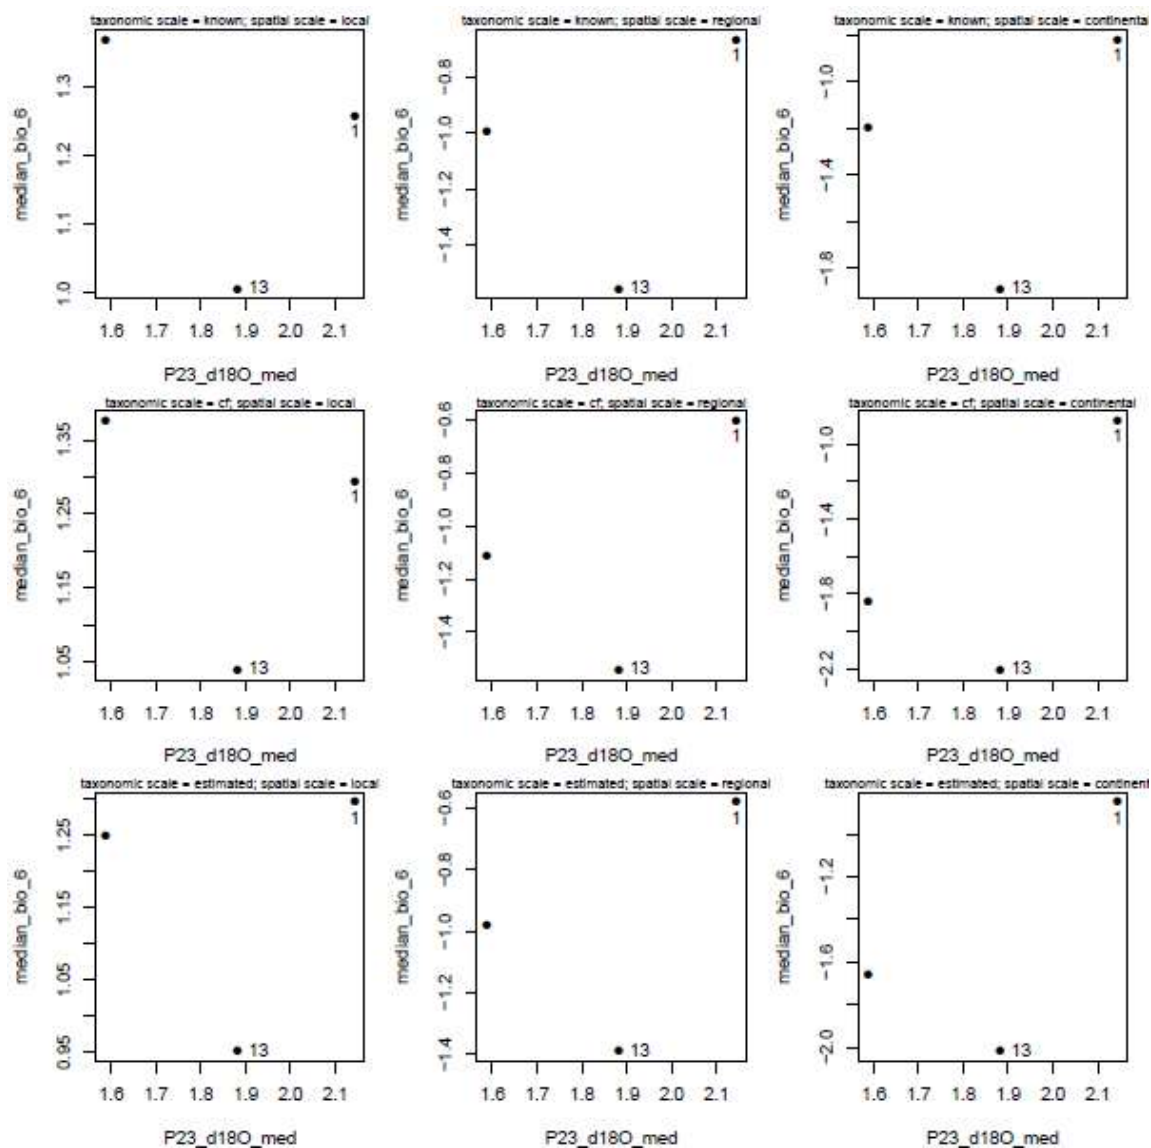 taxonomic scale = known; spatial scale = local
median_bio_6
1.0 1.1 1.2 1.3
1
13
1.6 1.7 1.8 1.9 2.0 2.1
P23_d18O_med
taxonomic scale = known; spatial scale = regional
median_bio_6
−1.4 −1.2 −1.0 −0.8
1
13
1.6 1.7 1.8 1.9 2.0 2.1
P23_d18O_med
taxonomic scale = known; spatial scale = continental
median_bio_6
−1.8 −1.4 −1.0
1
13
1.6 1.7 1.8 1.9 2.0 2.1
P23_d18O_med
taxonomic scale = cf; spatial scale = local
median_bio_6
1.05 1.15 1.25 1.35
1
13
1.6 1.7 1.8 1.9 2.0 2.1
P23_d18O_med
taxonomic scale = cf; spatial scale = regional
median_bio_6
−1.4 −1.2 −1.0 −0.8 −0.6
1
13
1.6 1.7 1.8 1.9 2.0 2.1
P23_d18O_med
taxonomic scale = cf; spatial scale = continental
median_bio_6
−2.2 −1.8 −1.4 −1.0
1
13
1.6 1.7 1.8 1.9 2.0 2.1
P23_d18O_med
taxonomic scale = estimated; spatial scale = local
median_bio_6
0.95 1.05 1.15 1.25
1
13
1.6 1.7 1.8 1.9 2.0 2.1
P23_d18O_med
taxonomic scale = estimated; spatial scale = regional
median_bio_6
−1.4 −1.2 −1.0 −0.8 −0.6
1
13
1.6 1.7 1.8 1.9 2.0 2.1
P23_d18O_med
taxonomic scale = estimated; spatial scale = continent
median_bio_6
−2.0 −1.6 −1.2
1
13
1.6 1.7 1.8 1.9 2.0 2.1
P23_d18O_med